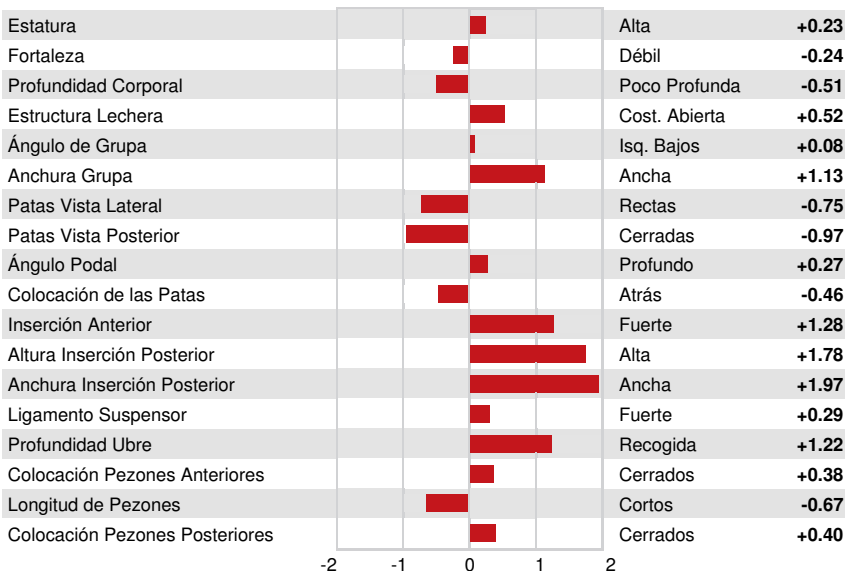 Estatura Alta +0.23
Fortaleza Débil -0.24
Profundidad Corporal Poco Profunda -0.51
Estructura Lechera Cost. Abierta +0.52
Ángulo de Grupa Isq. Bajos +0.08
Anchura Grupa Ancha +1.13
Patas Vista Lateral Rectas -0.75
Patas Vista Posterior Cerradas -0.97
Ángulo Podal Profundo +0.27
Colocación de las Patas Atrás -0.46
Inserción Anterior Fuerte +1.28
Altura Inserción Posterior Alta +1.78
Anchura Inserción Posterior Ancha +1.97
Ligamento Suspensor Fuerte +0.29
Profundidad Ubre Recogida +1.22
Colocación Pezones Anteriores Cerrados +0.38
Longitud de Pezones Cortos -0.67
Colocación Pezones Posteriores Cerrados +0.40
-2 -1 0 1 2